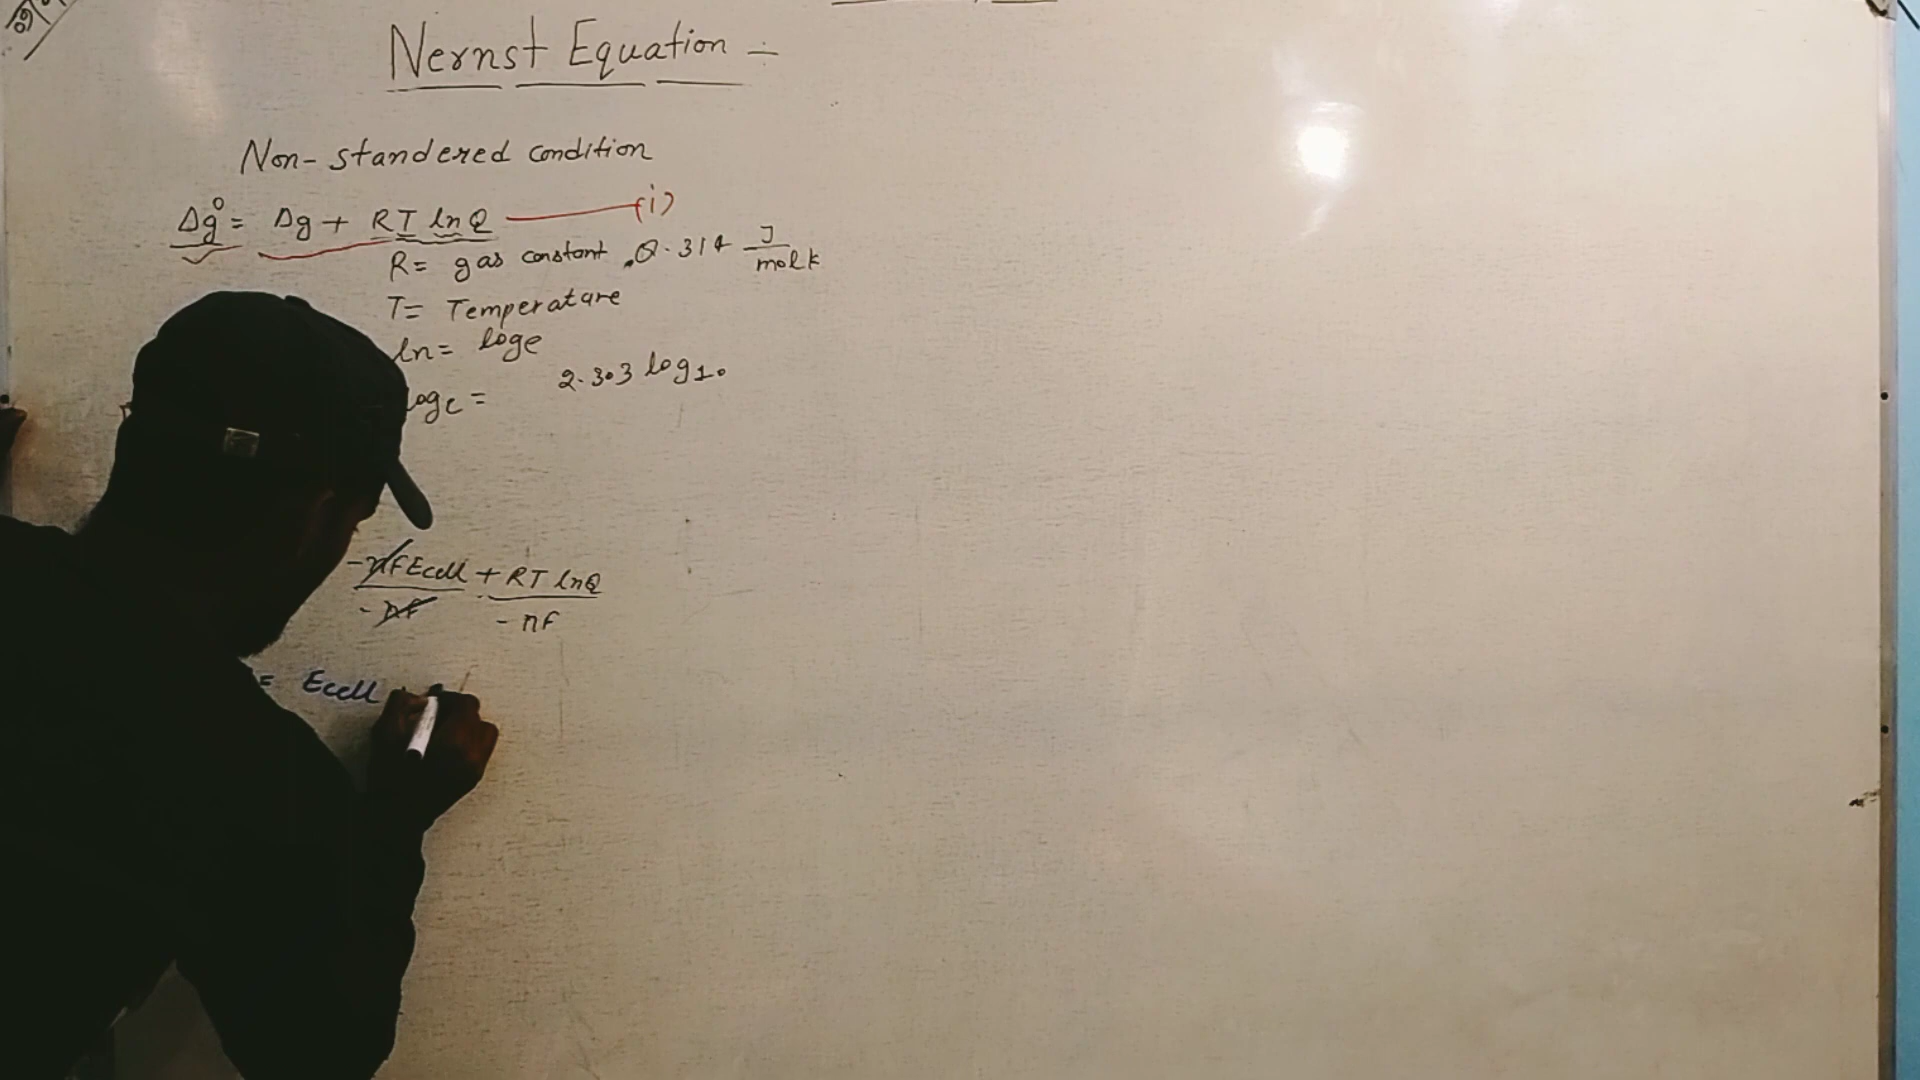 Nernst Equation -
Non-standered condition
Δg° = Δg + RT lnQ (i)
R = gas constant 8.314 J/mol k
T = Temperature
ln = loge
loge = 2.303 log10
-nFEcell/-nF + RT lnQ/-nF
= Ecell